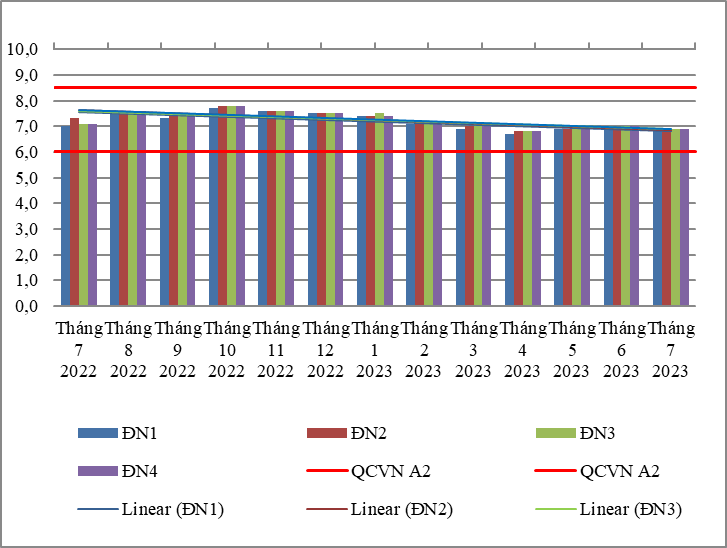 10,0
9,0
8,0
7,0
6,0
5,0
4,0
3,0
2,0
1,0
0,0
Tháng Tháng Tháng Tháng Tháng Tháng Tháng Tháng Tháng Tháng Tháng Tháng Tháng
7 8 9 10 11 12 1 2 3 4 5 6 7
2022 2022 2022 2022 2022 2022 2023 2023 2023 2023 2023 2023 2023
ĐN1 ĐN2 ĐN3
ĐN4 QCVN A2 QCVN A2
Linear (ĐN1) Linear (ĐN2) Linear (ĐN3)